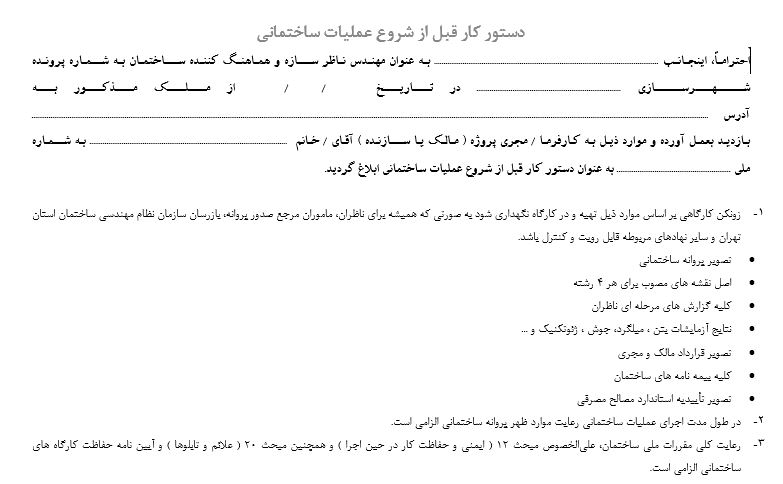 دستور کار قبل از شروع عملیات ساختمانی
احتراماً، اینجانب ........................ به عنوان مهندس ناظر سازه و هماهنگ کننده ساختمان به شماره پرونده
شهرسازی ........................ در تاریخ / / از ملک مذکور به
آدرس ........................
بازدید بعمل آورده و موارد ذیل به کارفرما / مجری پروژه ( مالک یا سازنده ) آقای / خانم ........................ به شماره
ملی ........................ به عنوان دستور کار قبل از شروع عملیات ساختمانی ابلاغ گردید.
۱- زونکن کارگاهی بر اساس موارد ذیل تهیه و در کارگاه نگهداری شود به صورتی که همیشه برای ناظران، ماموران مرجع صدور پروانه، بازرسان سازمان نظام مهندسی ساختمان استان
تهران و سایر نهادهای مربوطه قابل رویت و کنترل باشد.
• تصویر پروانه ساختمانی
• اصل نقشه های مصوب برای هر ۴ رشته
• کلیه گزارش های مرحله ای ناظران
• نتایج آزمایشات بتن ، میلگرد، جوش ، ژئوتکنیک و ...
• تصویر قرارداد مالک و مجری
• کلیه بیمه نامه های ساختمان
• تصویر تأییدیه استاندارد مصالح مصرفی
۲- در طول مدت اجرای عملیات ساختمانی رعایت موارد ظهر پروانه ساختمانی الزامی است.
۳- رعایت کلی مقررات ملی ساختمان، علی‌الخصوص مبحث ۱۲ ( ایمنی و حفاظت کار در حین اجرا ) و همچنین مبحث ۲۰ ( علائم و تابلوها ) و آیین نامه حفاظت کارگاه های
ساختمانی الزامی است.